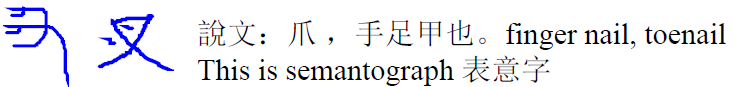 說文：爪 ，手足甲也。finger nail, toenail
This is semantograph 表意字